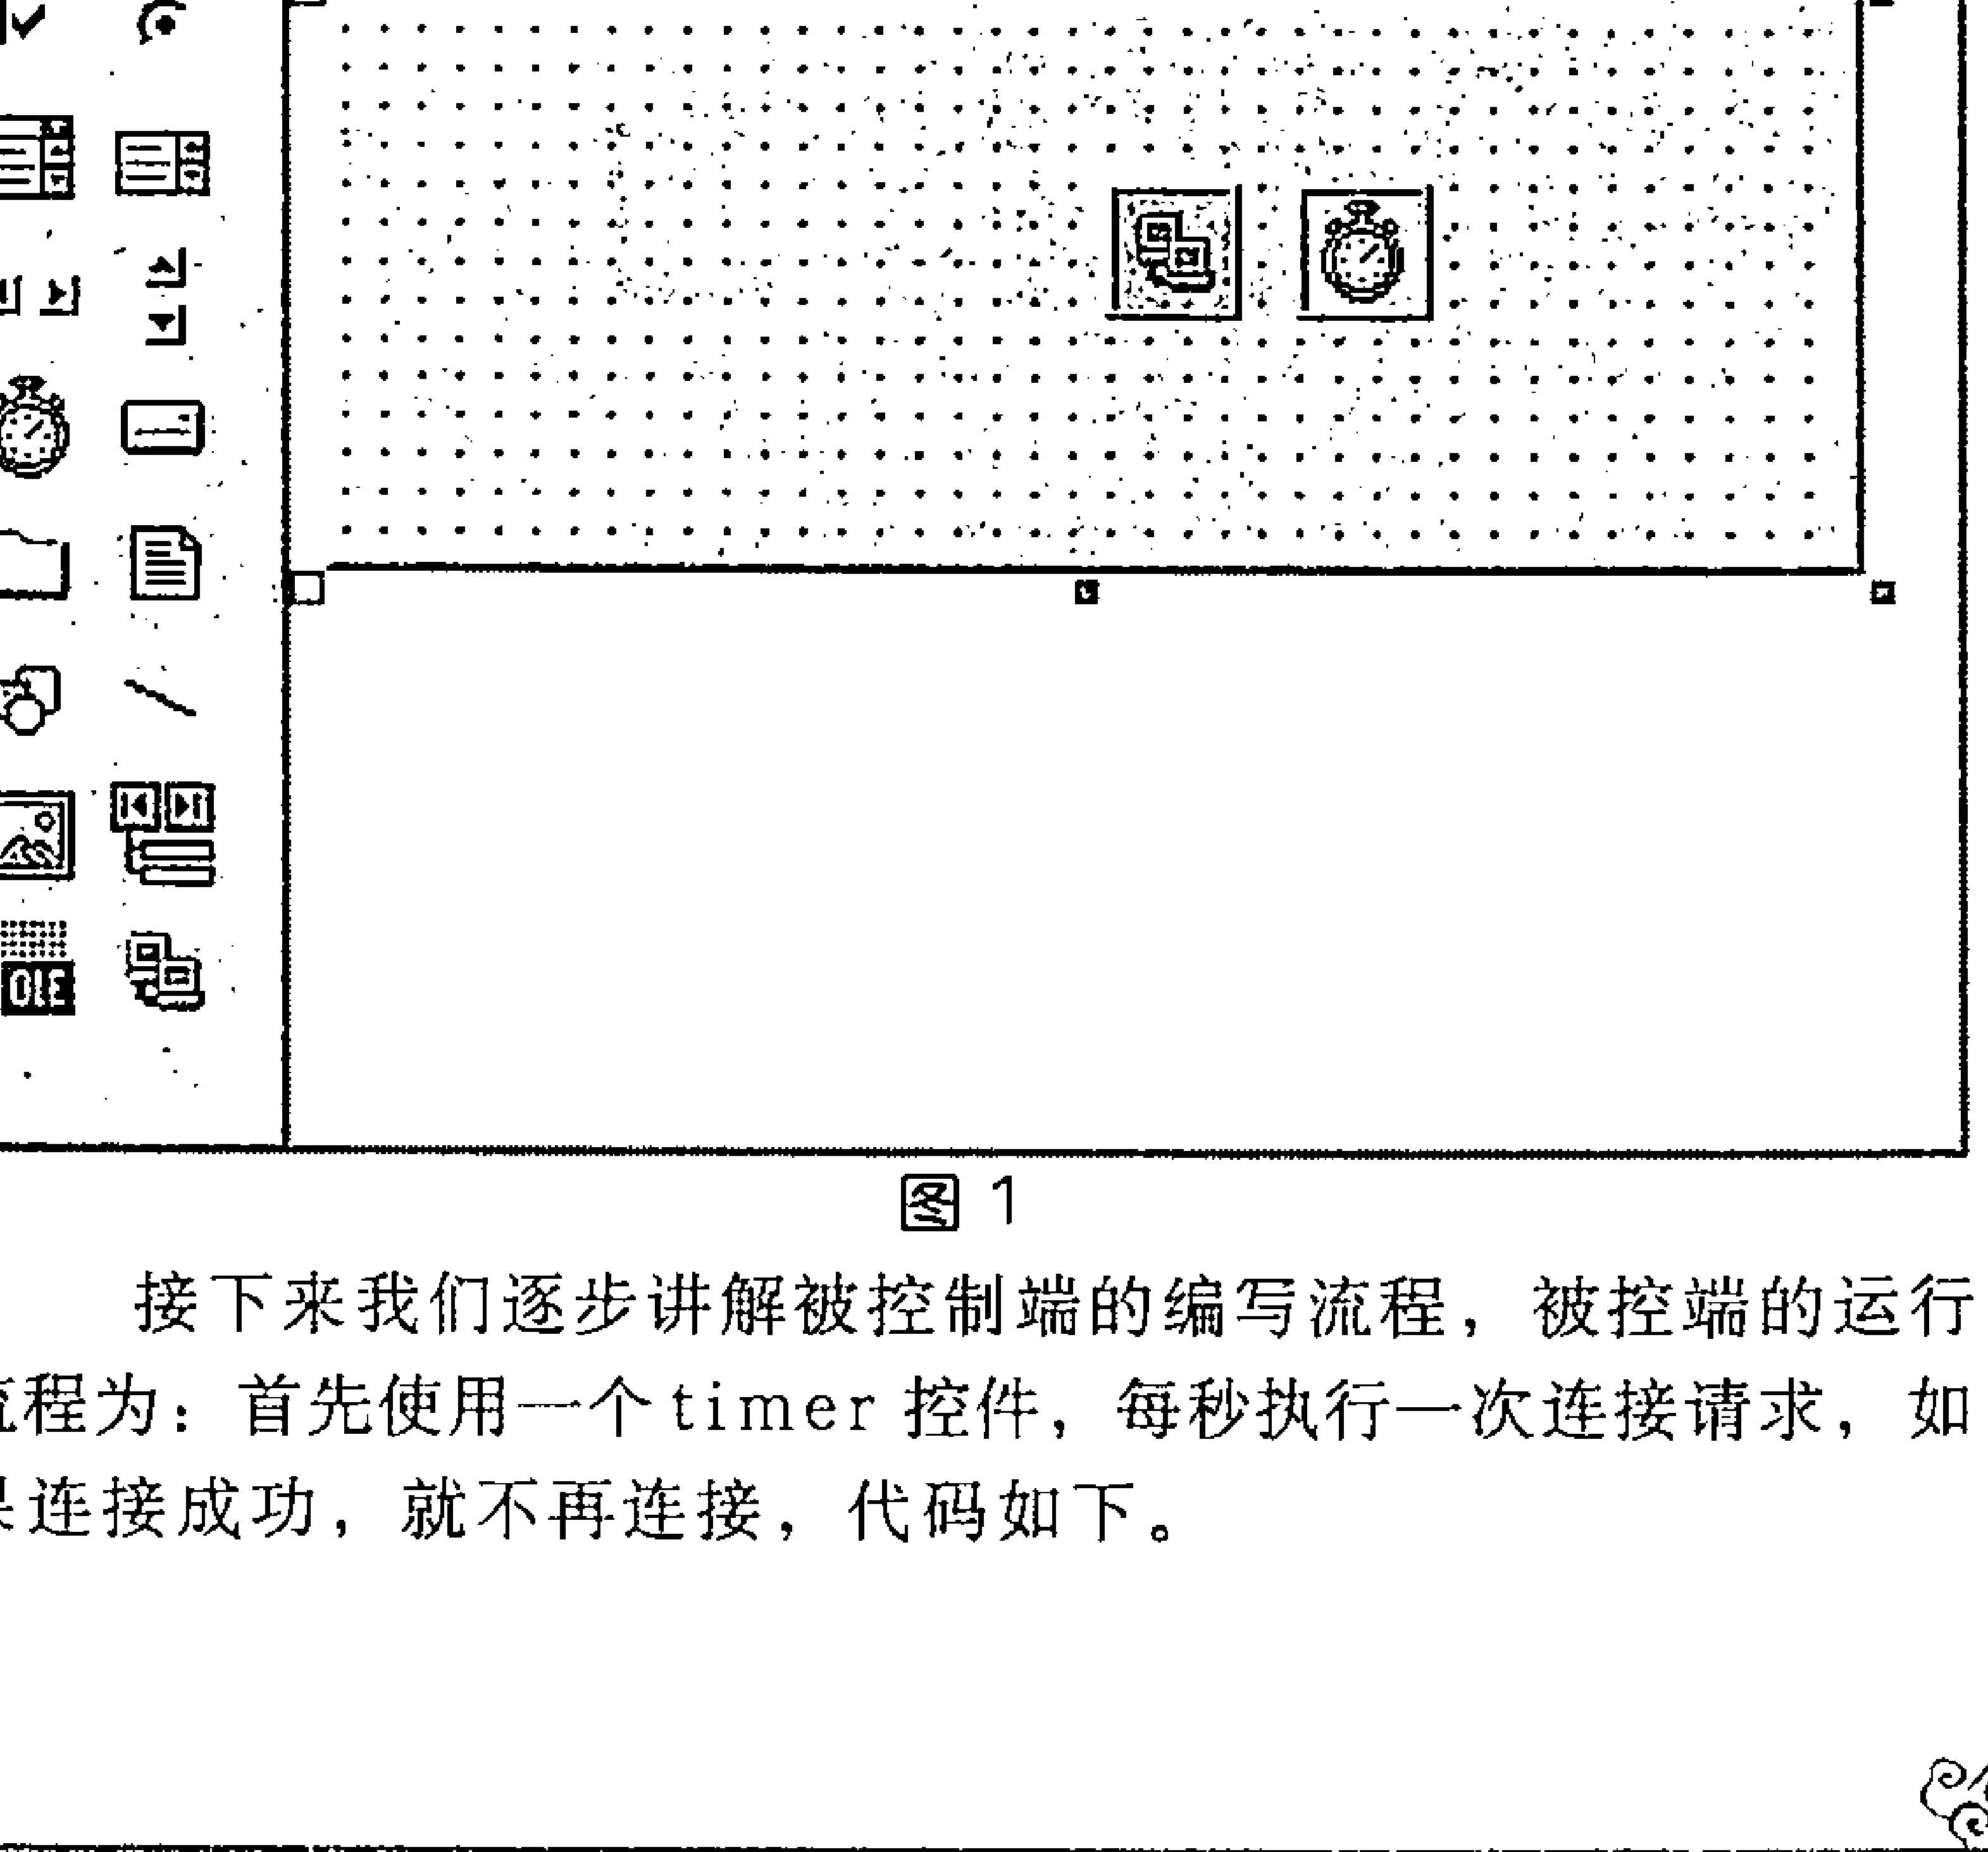 OLE
图 1
接下来我们逐步讲解被控制端的编写流程，被控端的运行
流程为：首先使用一个timer 控件，每秒执行一次连接请求，如
果连接成功，就不再连接，代码如下。